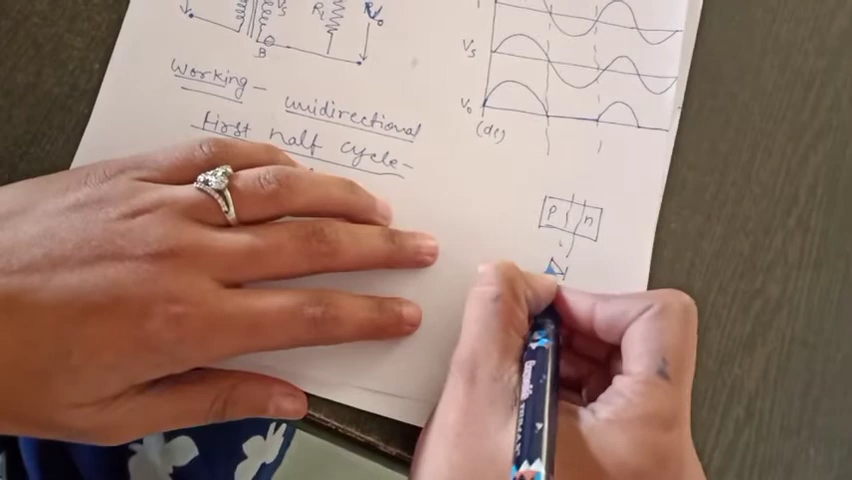 Vs
RL
Vo
B
Working-
unidirectional
First half cycle-
Vs
Vo
(dc)
P n